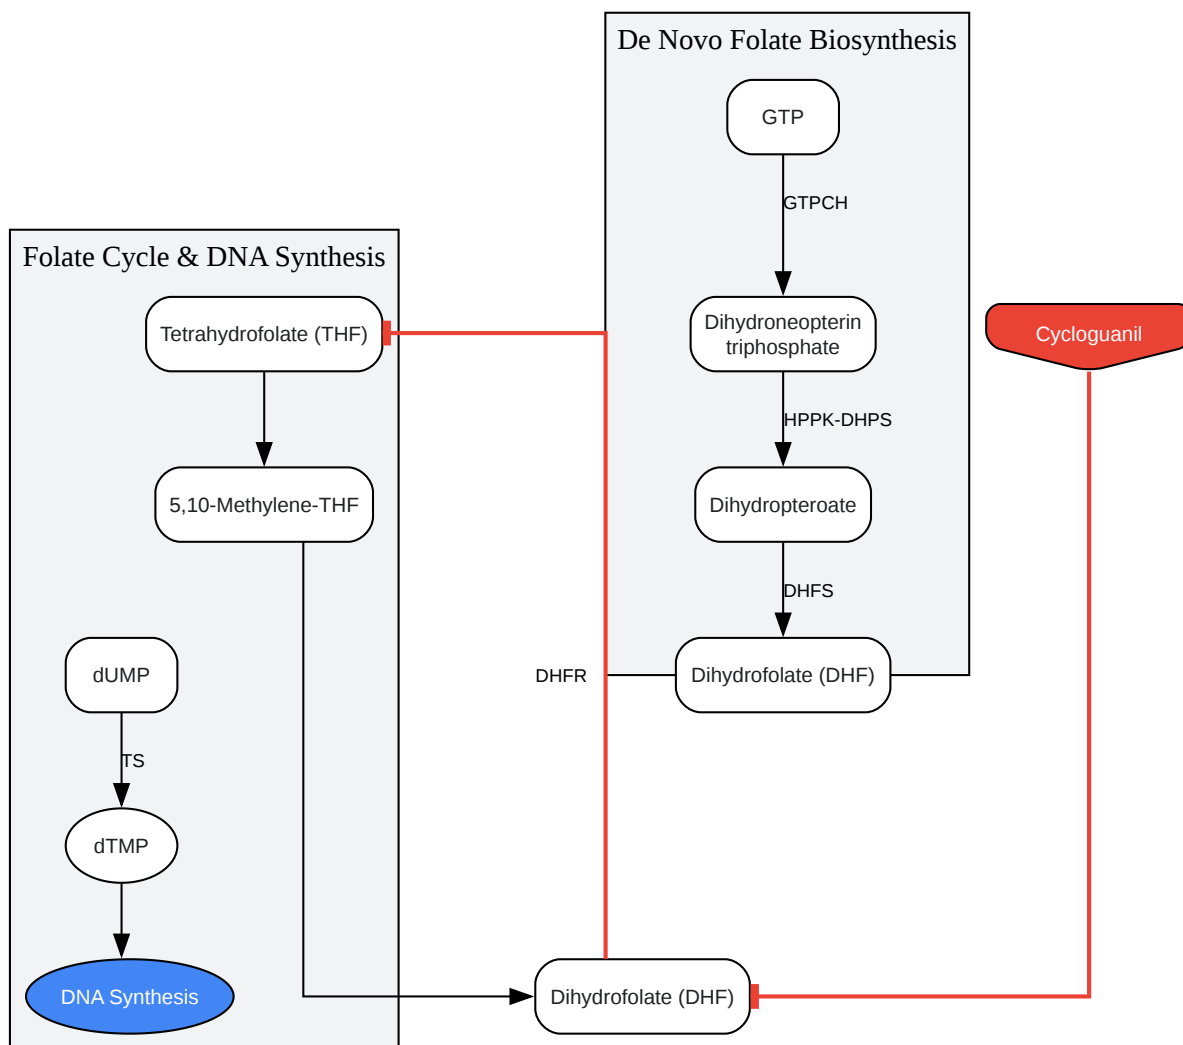 De Novo Folate Biosynthesis
GTP
GTPCH
Folate Cycle & DNA Synthesis
Tetrahydrofolate (THF)
Dihydroneopterin
triphosphate
Cycloguanil
HPPK-DHPS
5,10-Methylene-THF
Dihydropteroate
DHFS
dUMP
DHFR
Dihydrofolate (DHF)
TS
dTMP
DNA Synthesis
Dihydrofolate (DHF)